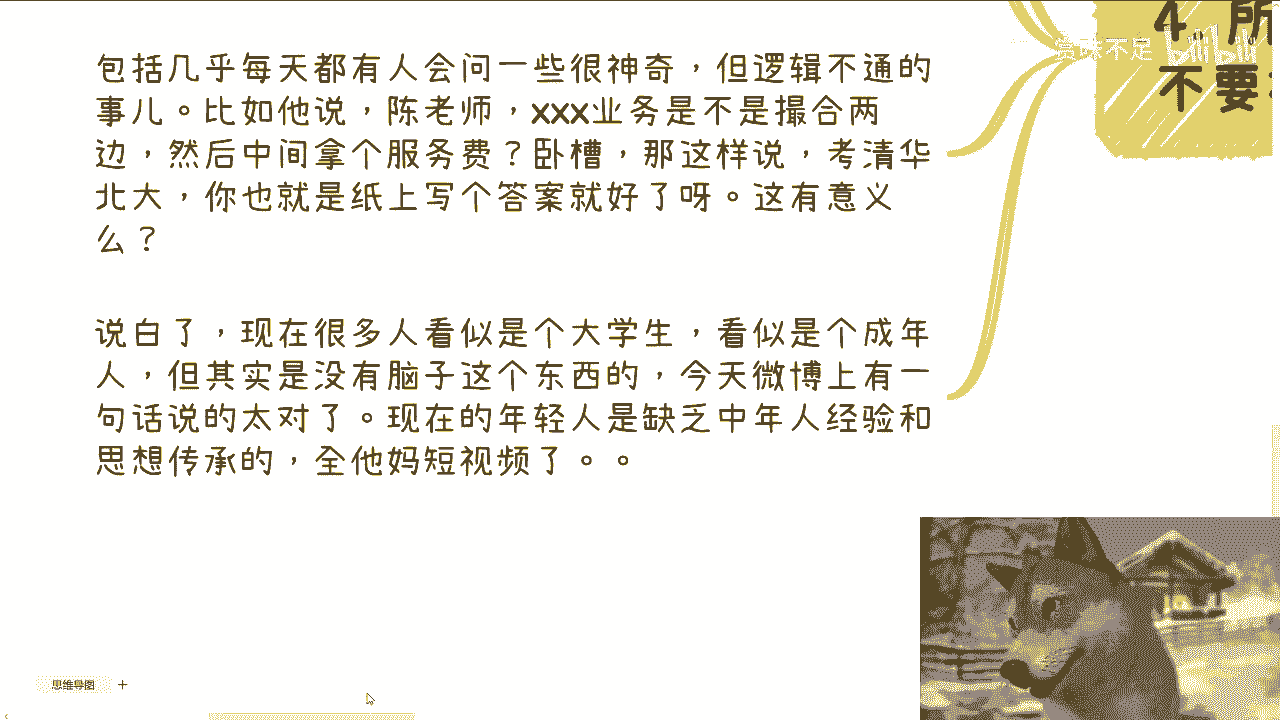 4、所
赏味不足 bilibili
不要
包括几乎每天都有人会问一些很神奇，但逻辑不通的
事儿。比如他说，陈老师，xxx业务是不是撮合两
边，然后中间拿个服务费？卧槽，那这样说，考清华
北大，你也就是纸上写个答案就好了呀。这有意义
么？
说白了，现在很多人看似是个大学生，看似是个成年
人，但其实是没有脑子这个东西的，今天微博上有一
句话说的太对了。现在的年轻人是缺乏中年人经验和
思想传承的，全他妈短视频了。。
思维导图 +